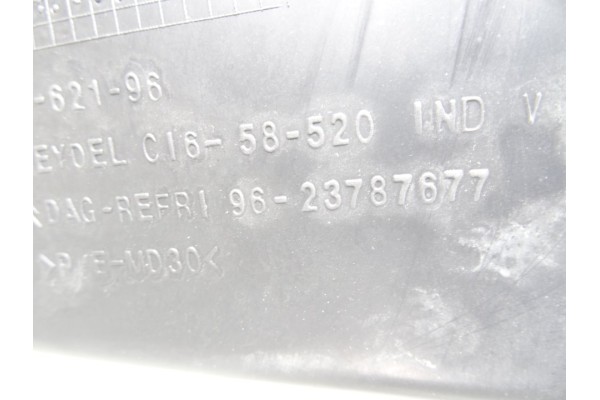 -621-96
EYDEL C16-58-520 IND V
DAG-REFRI 96-23787677
>P/E-MD30<